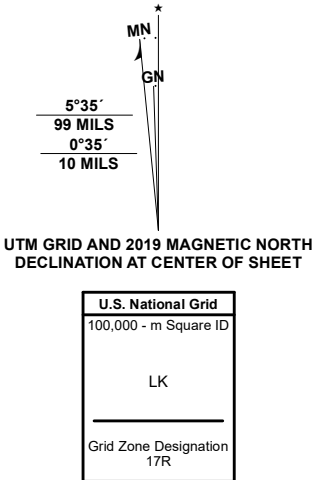 ★
MN
GN
5°35´
99 MILS
0°35´
10 MILS
UTM GRID AND 2019 MAGNETIC NORTH
DECLINATION AT CENTER OF SHEET
U.S. National Grid
100,000 - m Square ID
LK
Grid Zone Designation
17R